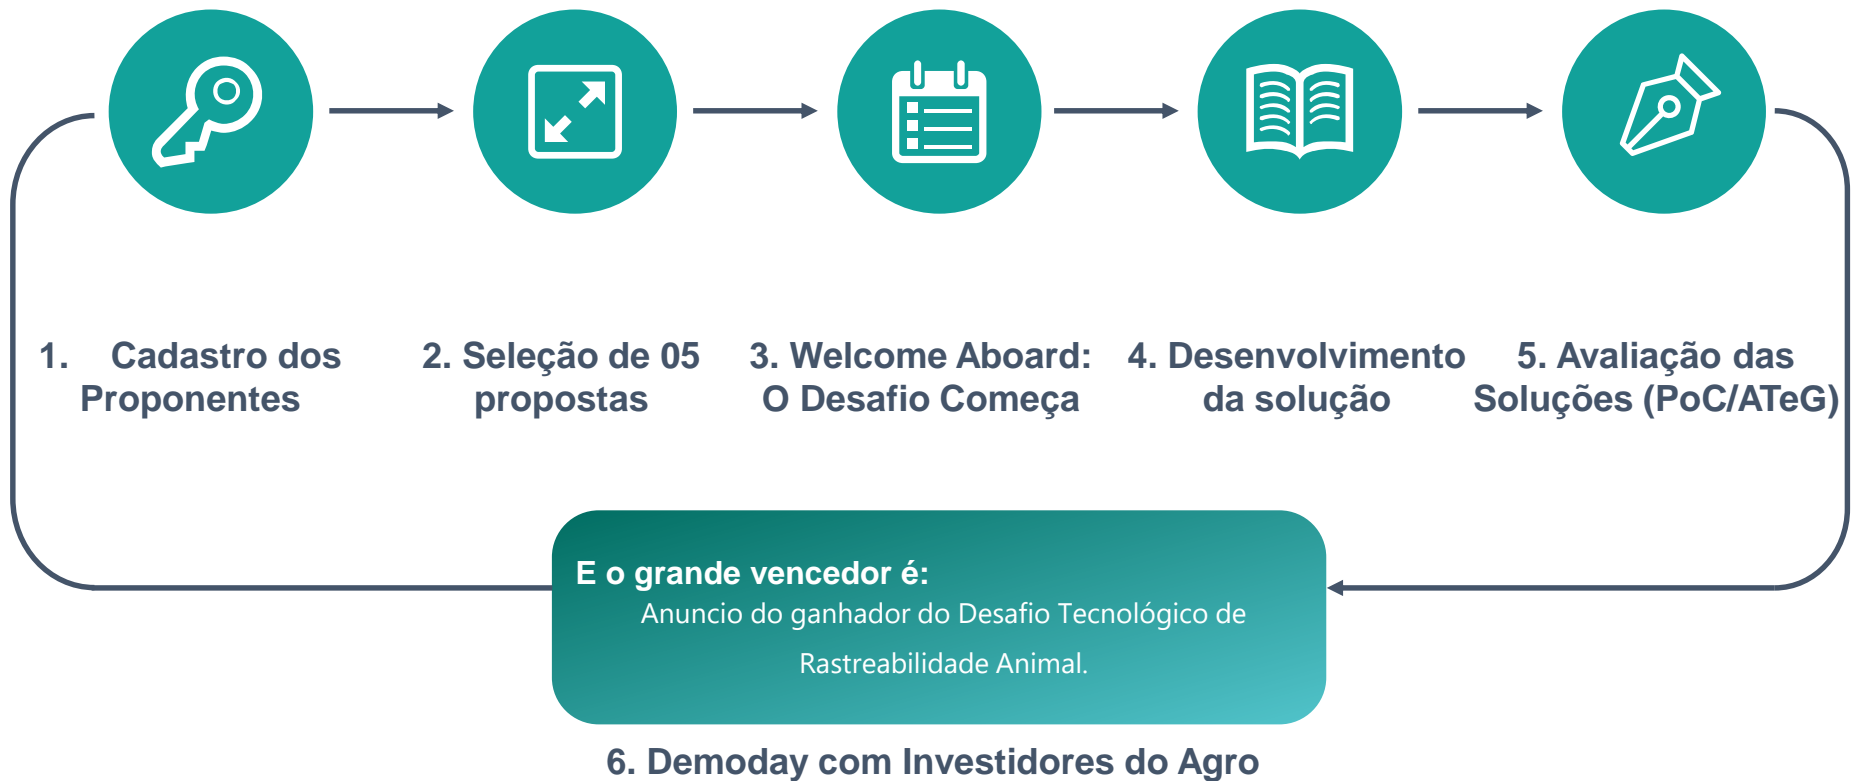 1. Cadastro dos
Proponentes
2. Seleção de 05
propostas
3. Welcome Aboard:
O Desafio Começa
4. Desenvolvimento
da solução
5. Avaliação das
Soluções (PoC/ATeG)
E o grande vencedor é:
Anuncio do ganhador do Desafio Tecnológico de
Rastreabilidade Animal.
6. Demoday com Investidores do Agro